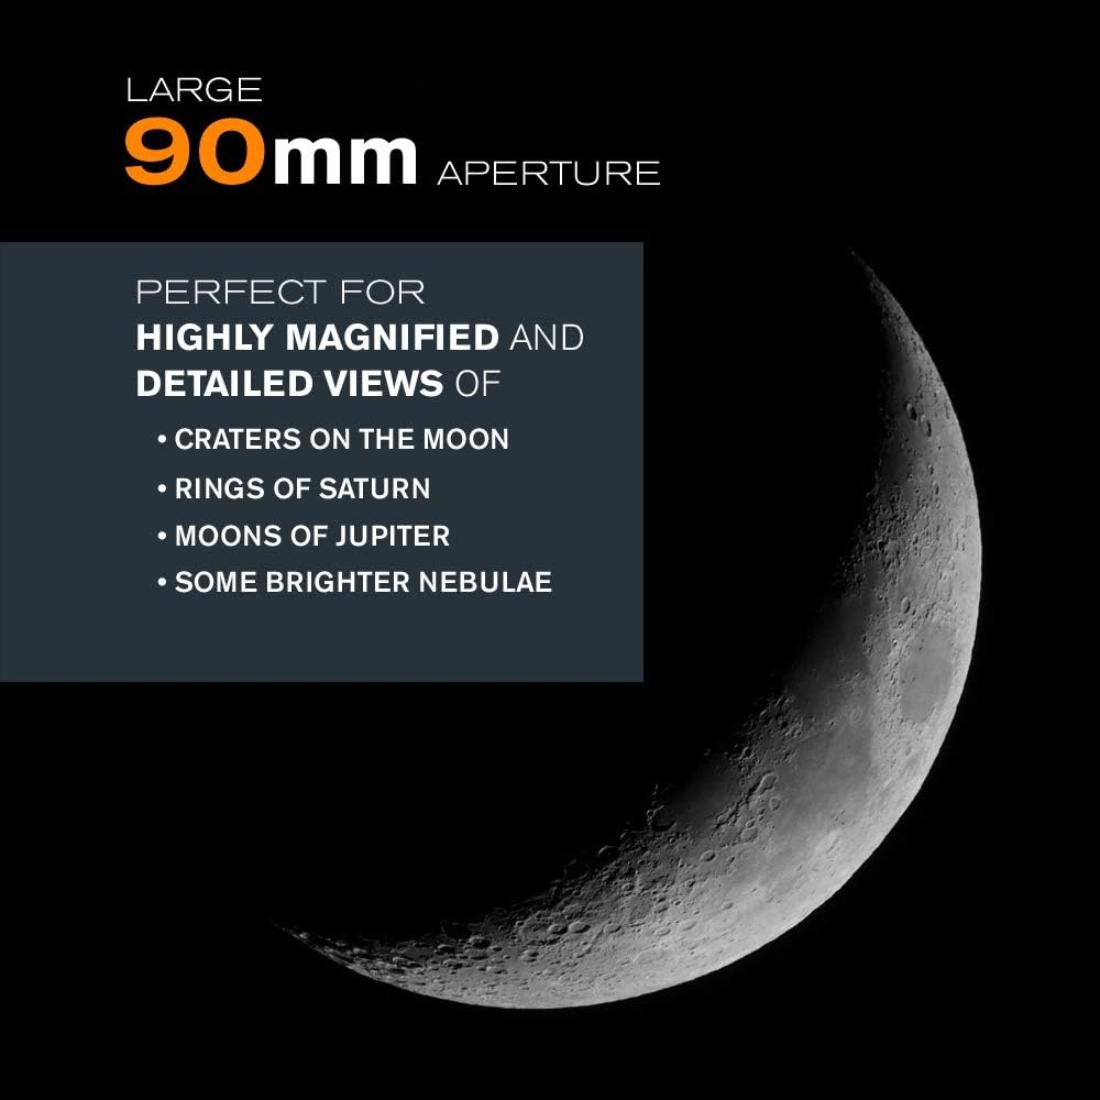 LARGE
90mm APERTURE
PERFECT FOR
HIGHLY MAGNIFIED AND
DETAILED VIEWS OF
• CRATERS ON THE MOON
• RINGS OF SATURN
• MOONS OF JUPITER
• SOME BRIGHTER NEBULAE